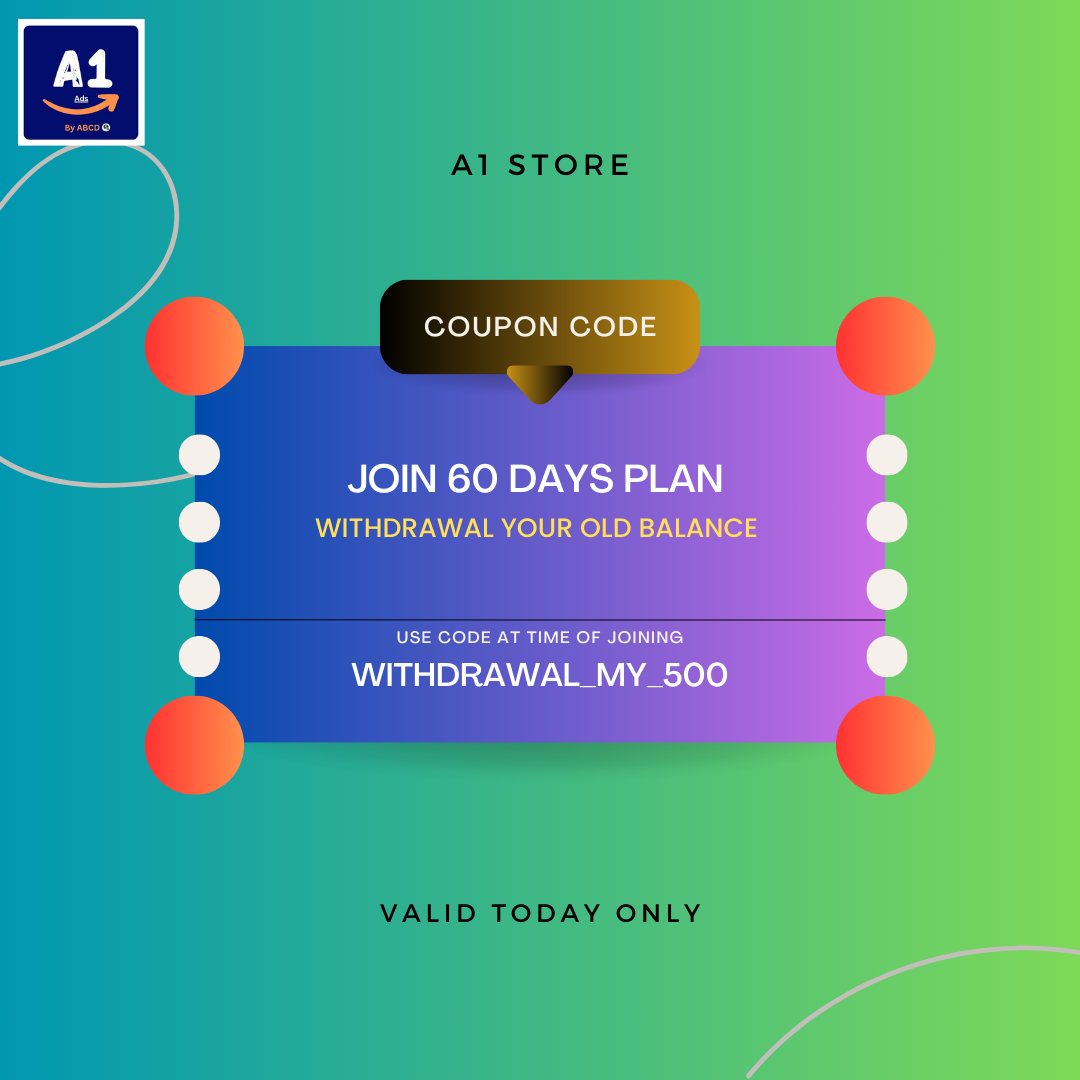 A1
Ads
By ABCD
A1 STORE
COUPON CODE
JOIN 60 DAYS PLAN
WITHDRAWAL YOUR OLD BALANCE
USE CODE AT TIME OF JOINING
WITHDRAWAL_MY_500
VALID TODAY ONLY